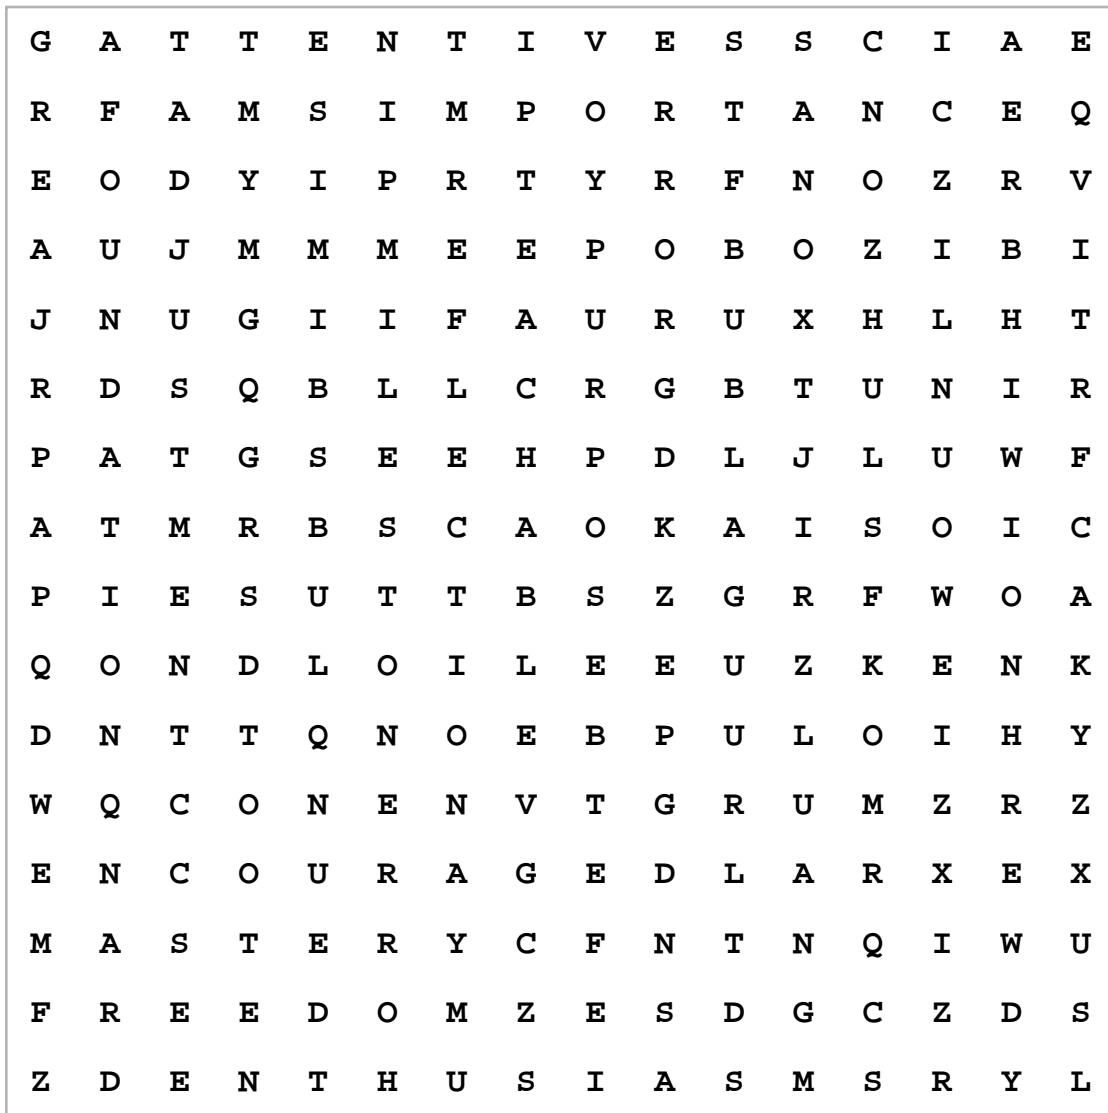 G A T T E N T I V E S S C I A E
R F A M S I M P O R T A N C E Q
E O D Y I P R T Y R F N O Z R V
A U J M M M E E P O B O Z I B I
J N U G I I F A U R U X H L H T
R D S Q B L L C R G B T U N I R
P A T G S E E H P D L J L U W F
A T M R B S C A O K A I S O I C
P I E S U T T B S Z G R F W O A
Q O N D L O I L E E U Z K E N K
D N T T Q N O E B P U L O I H Y
W Q C O N E N V T G R U M Z R Z
E N C O U R A G E D L A R X E X
M A S T E R Y C F N T N Q I W U
F R E E D O M Z E S D G C Z D S
Z D E N T H U S I A S M S R Y L